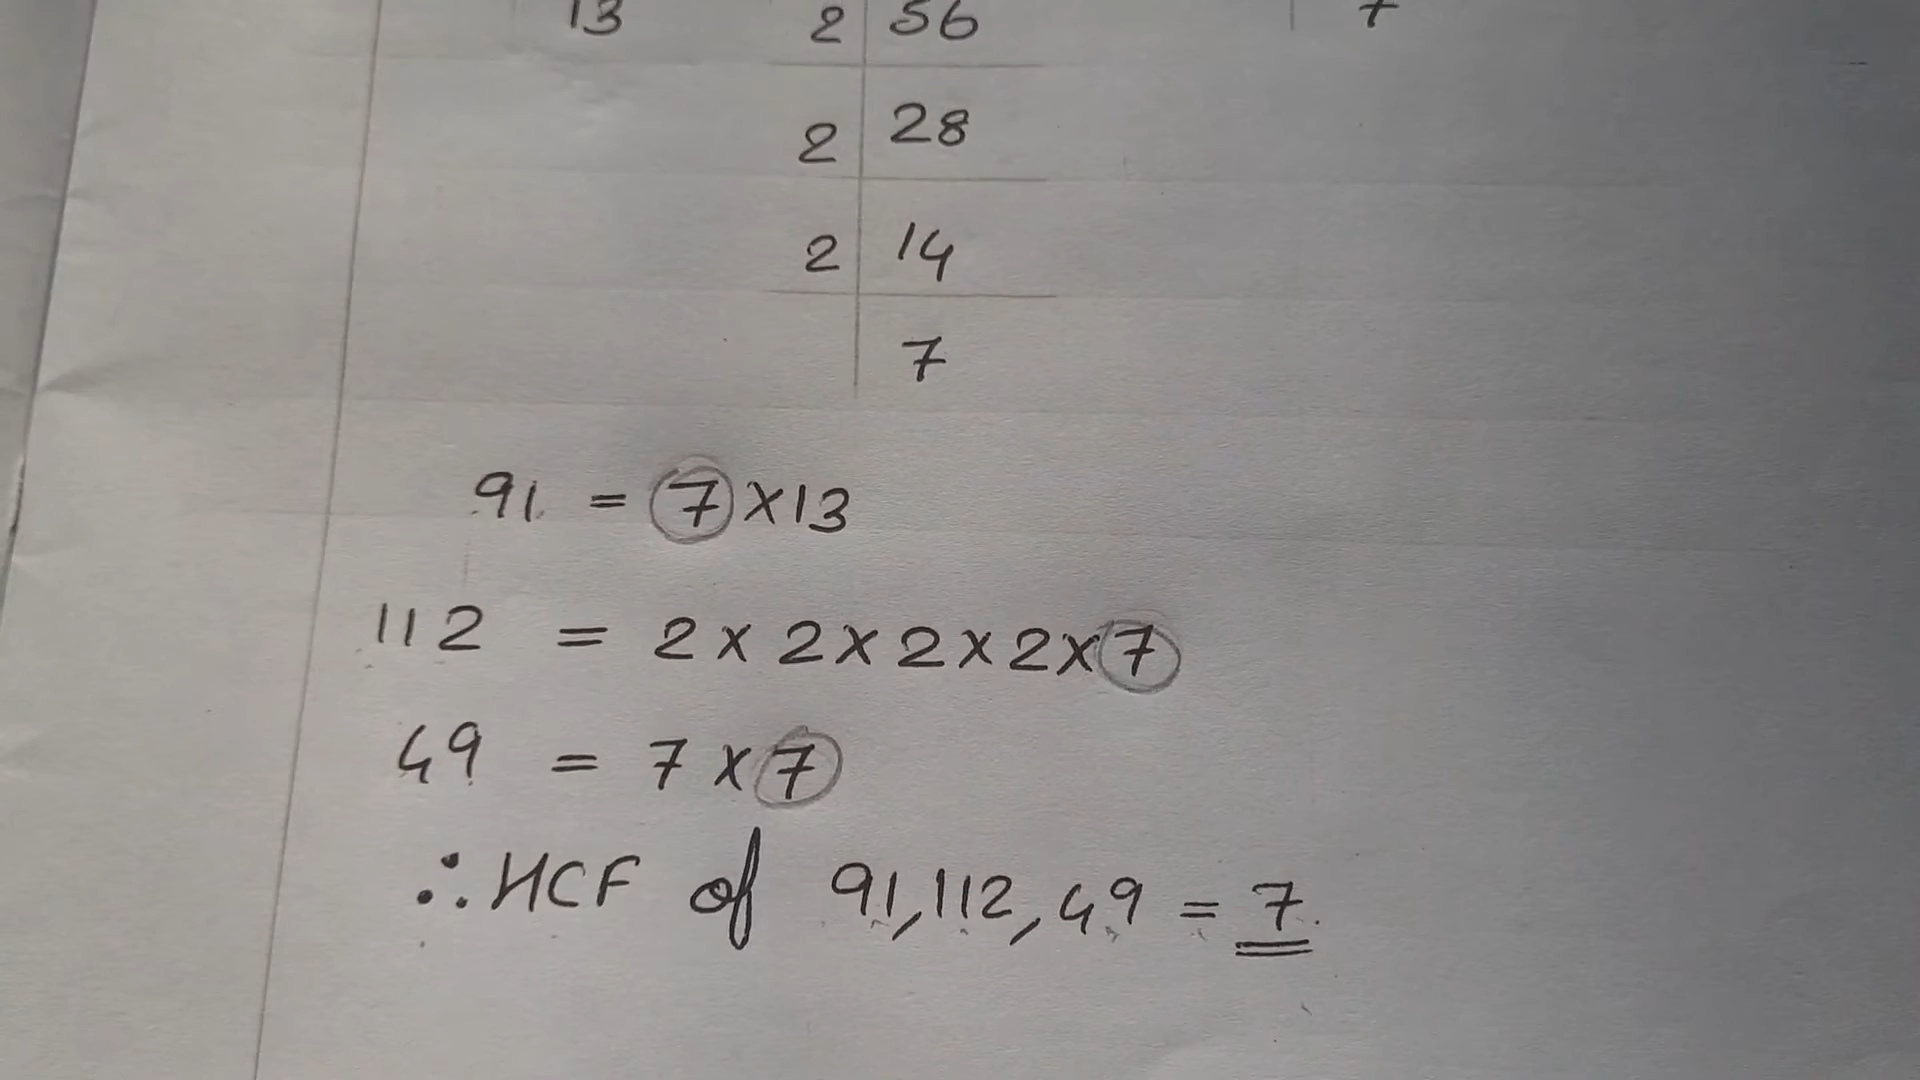 13 2 56 7
2 28
2 14
7
91 = 7 × 13
112 = 2 × 2 × 2 × 2 × 7
49 = 7 × 7
∴ HCF of 91, 112, 49 = 7.